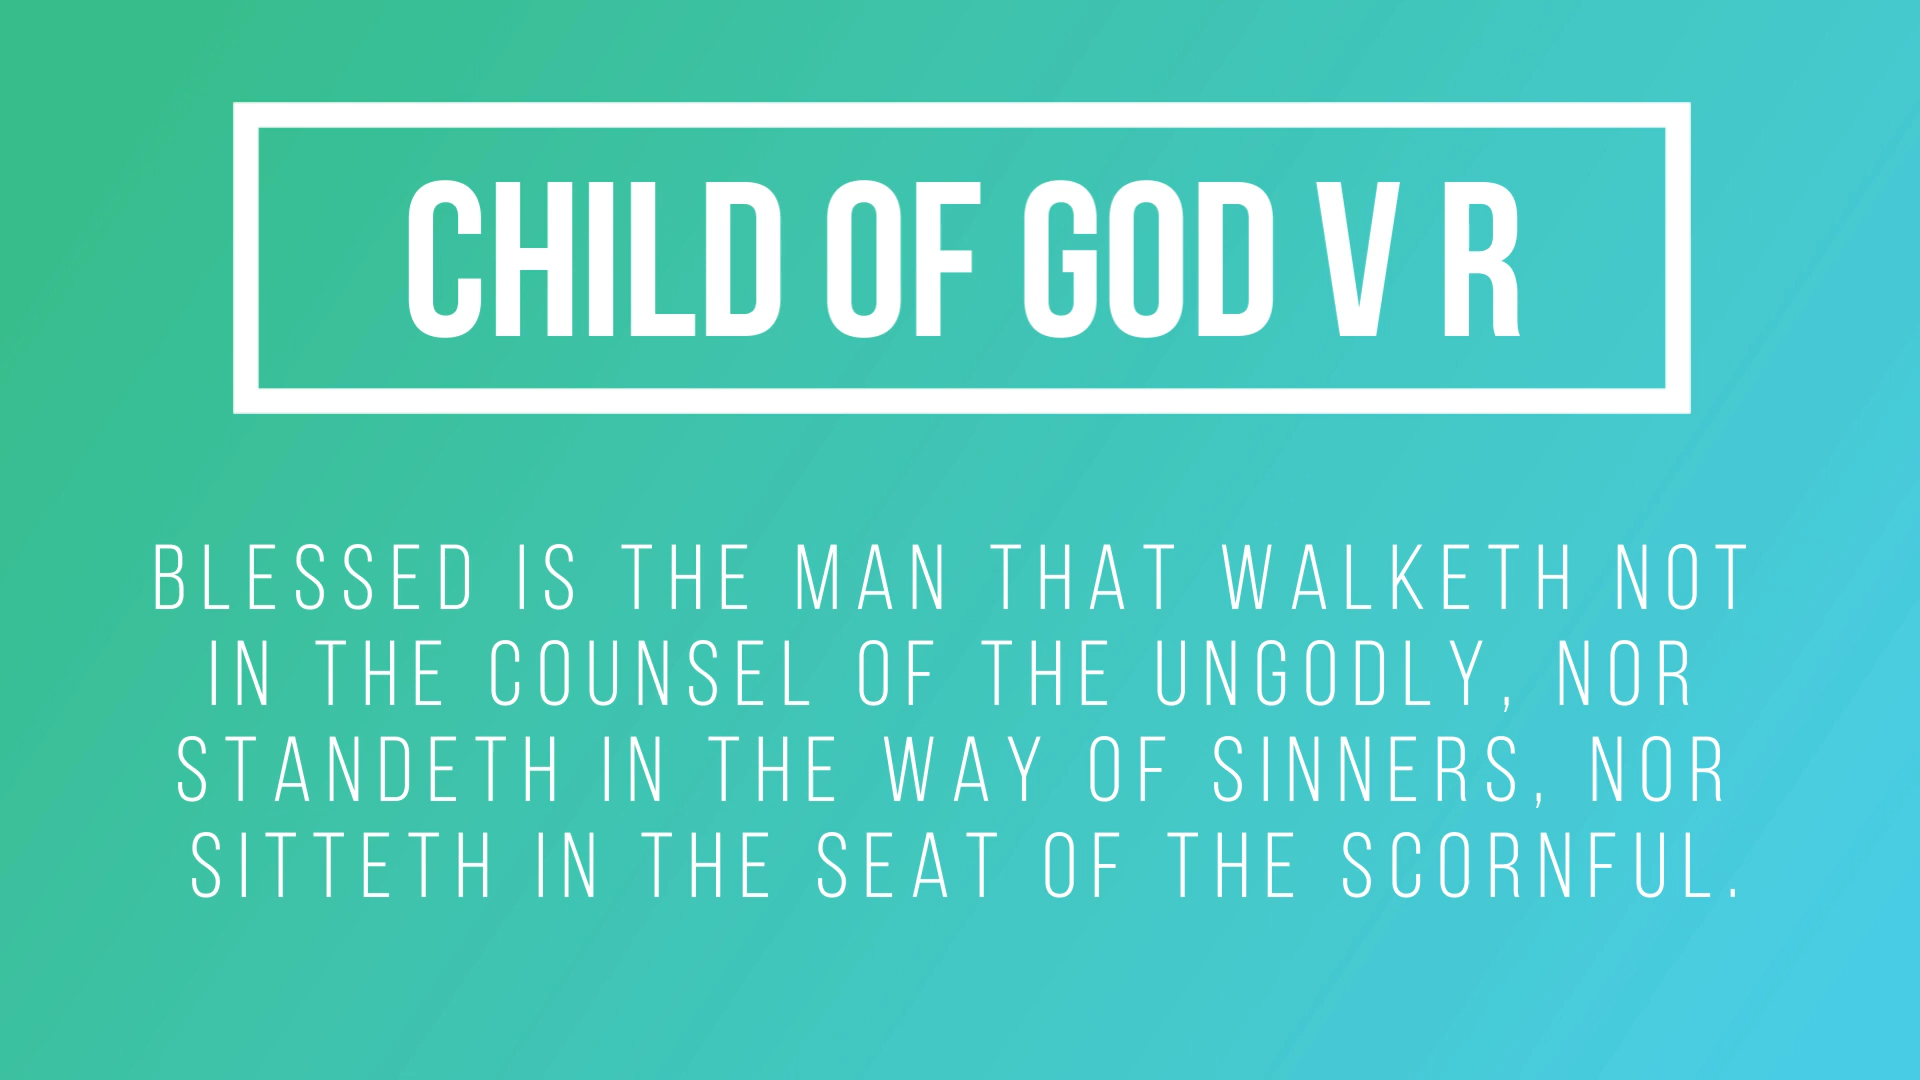 CHILD OF GOD V R
BLESSED IS THE MAN THAT WALKETH NOT
IN THE COUNSEL OF THE UNGODLY, NOR
STANDETH IN THE WAY OF SINNERS, NOR
SITTETH IN THE SEAT OF THE SCORNFUL.